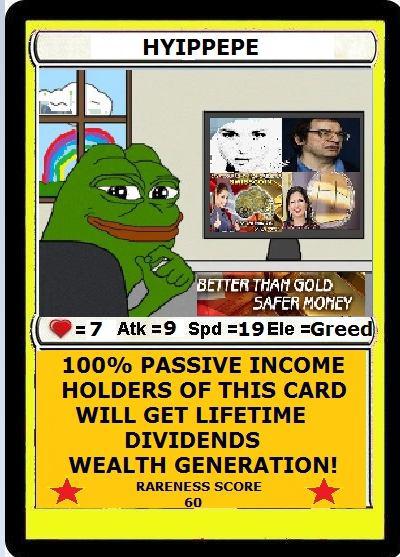 HYIPPEPE
BETTER THAN GOLD
SAFER MONEY
=7 Atk =9 Spd =19 Ele =Greed
100% PASSIVE INCOME
HOLDERS OF THIS CARD
WILL GET LIFETIME
DIVIDENDS
WEALTH GENERATION!
RARENESS SCORE
60